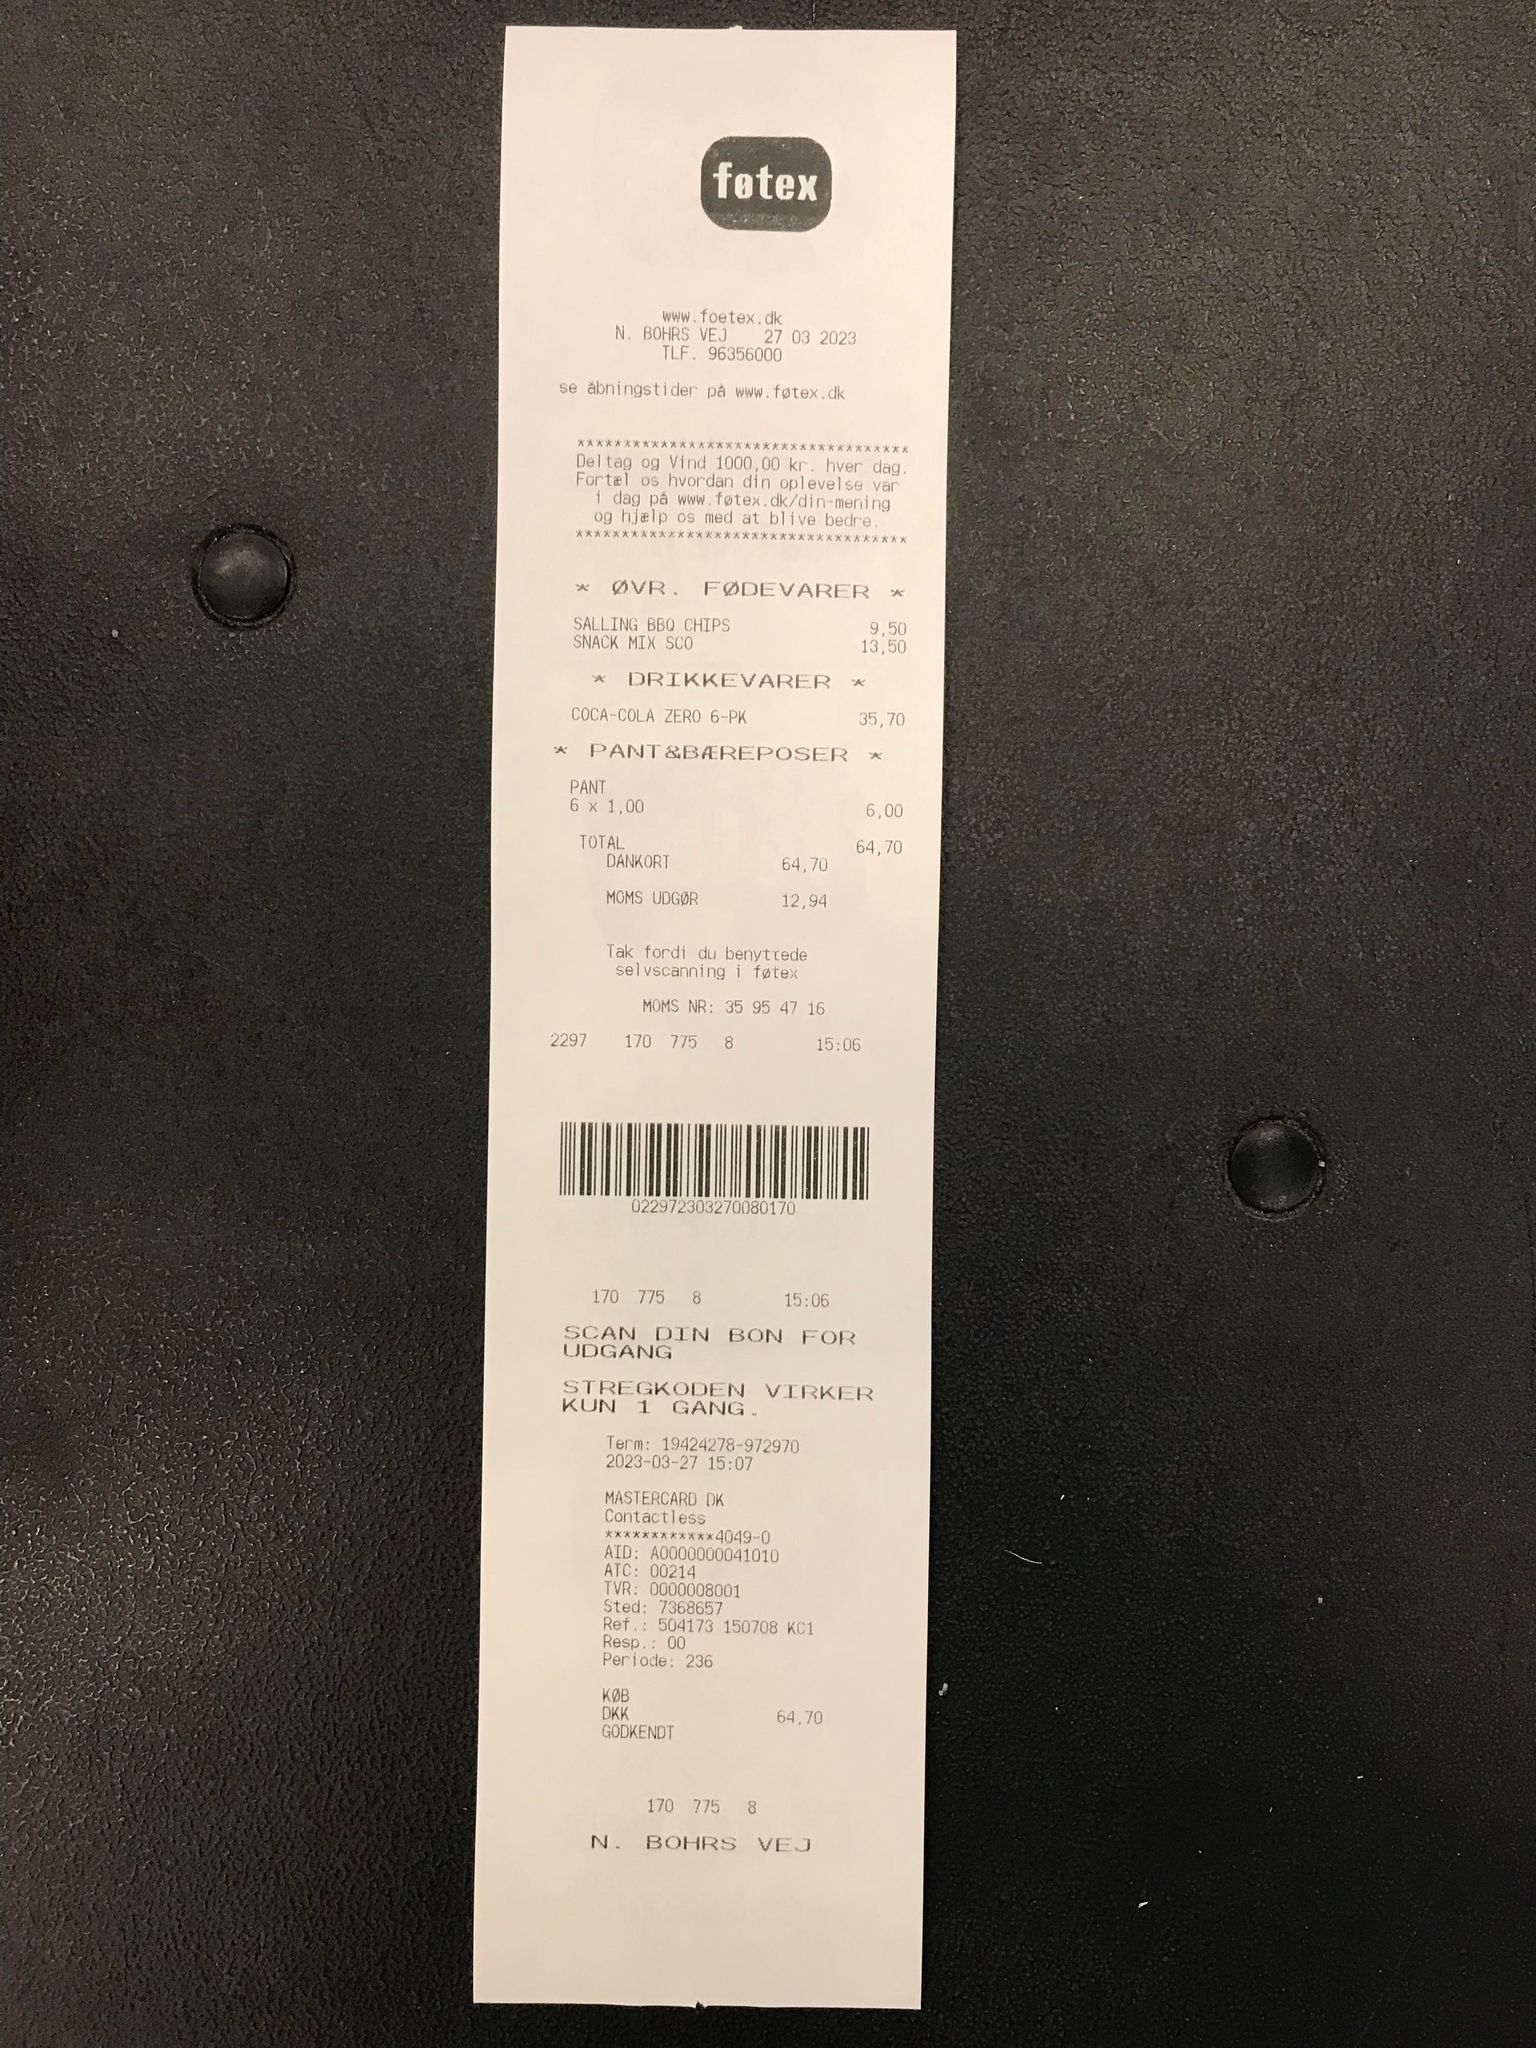 føtex
www.foetex.dk
N. BOHRS VEJ 27 03 2023
TLF. 96356000
se åbningstider på www.føtex.dk
************************************
Deltag og Vind 1000,00 kr. hver dag.
Fortæl os hvordan din oplevelse var
i dag på www.føtex.dk/din-mening
og hjælp os med at blive bedre.
************************************
* ØVR. FØDEVARER *
SALLING BBQ CHIPS 9,50
SNACK MIX SCO 13,50
* DRIKKEVARER *
COCA-COLA ZERO 6-PK 35,70
* PANT&BÆREPOSER *
PANT
6 x 1,00 6,00
TOTAL 64,70
DANKORT 64,70
MOMS UDGØR 12,94
Tak fordi du benyttede
selvscanning i føtex
MOMS NR: 35 95 47 16
2297 170 775 8 15:06
022972303270080170
170 775 8 15:06
SCAN DIN BON FOR
UDGANG
STREGKODEN VIRKER
KUN 1 GANG.
Term: 19424278-972970
2023-03-27 15:07
MASTERCARD DK
Contactless
************4049-0
AID: A0000000041010
ATC: 00214
TVR: 0000008001
Sted: 7368657
Ref.: 504173 150708 KC1
Resp.: 00
Periode: 236
KØB
DKK 64,70
GODKENDT
170 775 8
N. BOHRS VEJ